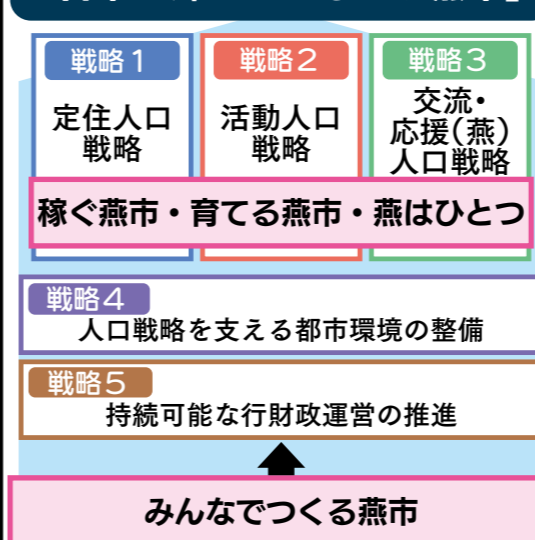 戦略1
定住人口
戦略
戦略2
活動人口
戦略
戦略3
交流・
応援(燕)
人口戦略
稼ぐ燕市・育てる燕市・燕はひとつ
戦略4
人口戦略を支える都市環境の整備
戦略5
持続可能な行財政運営の推進
みんなでつくる燕市